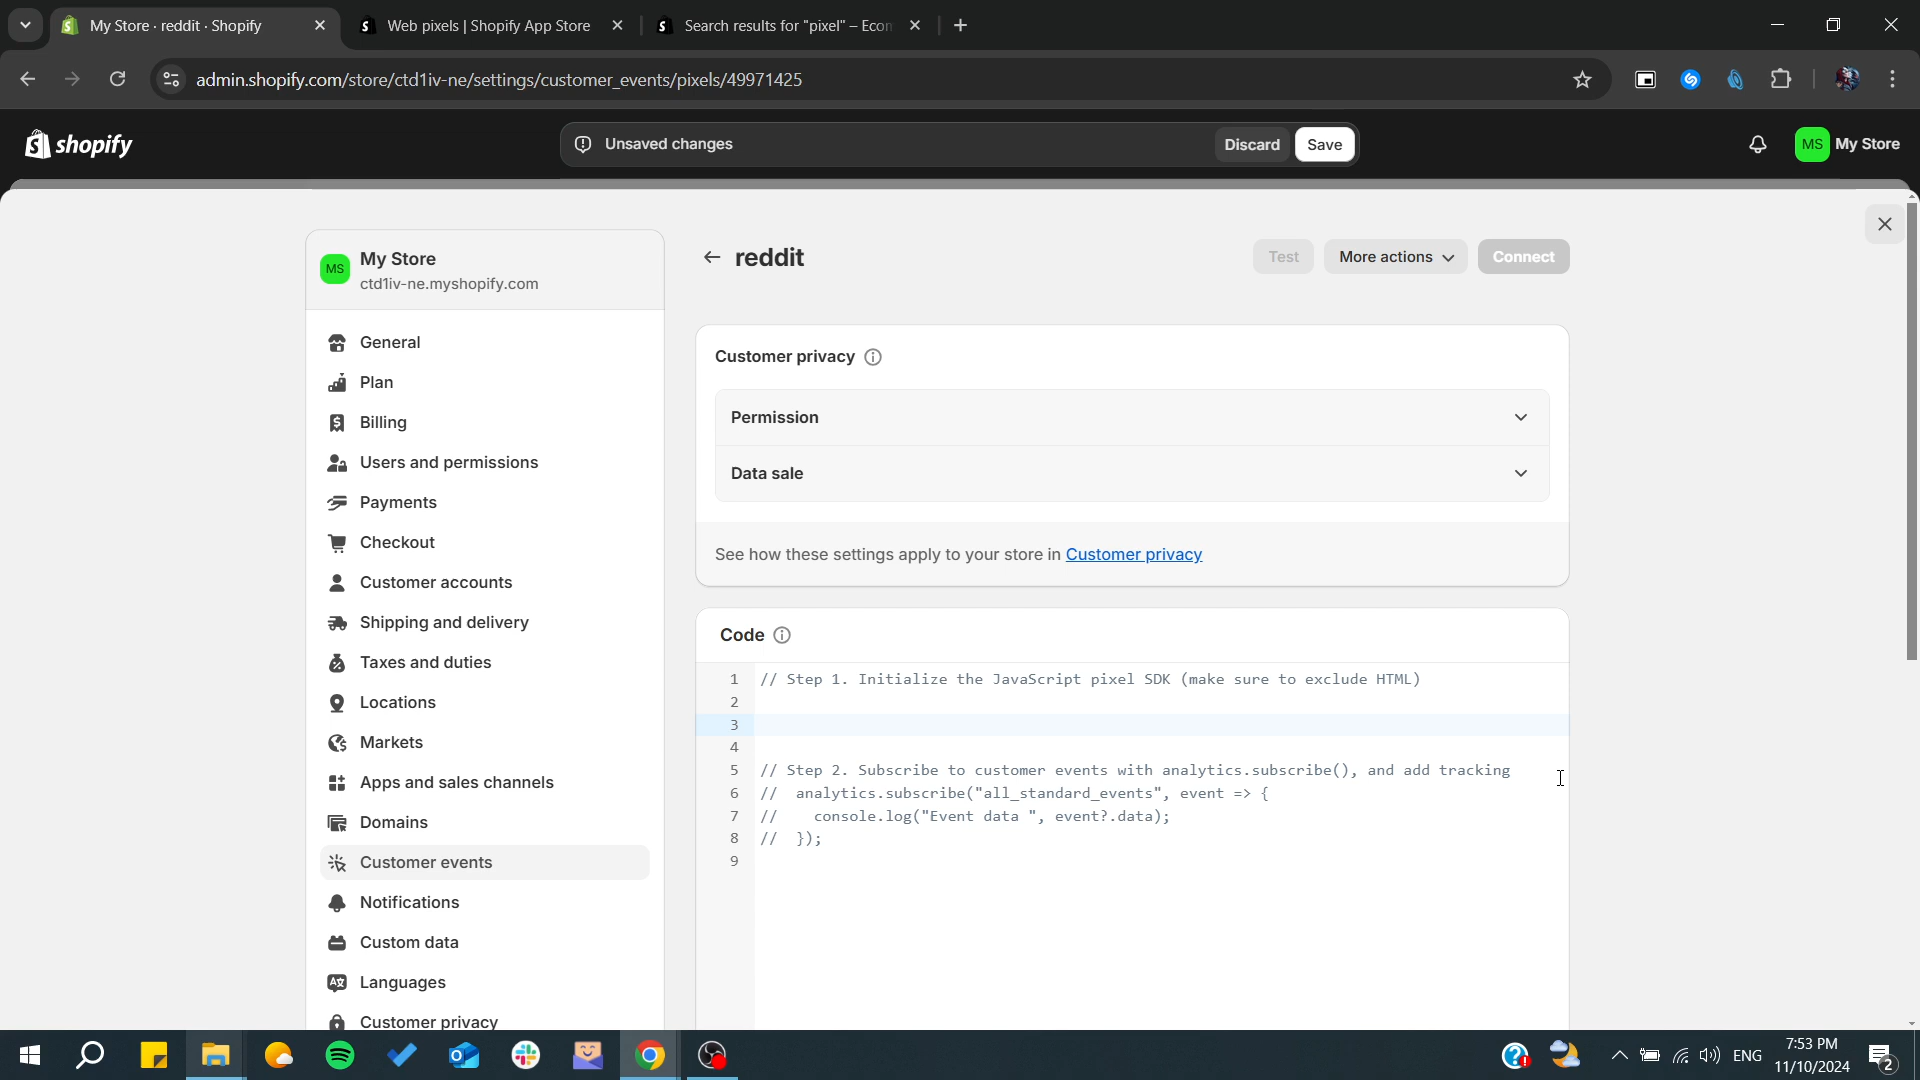 My Store · reddit · Shopify
Web pixels | Shopify App Store
Search results for "pixel" – Econ
admin.shopify.com/store/ctd1iv-ne/settings/customer_events/pixels/49971425
shopify
Unsaved changes
Discard
Save
MS
My Store
MS
My Store
ctd1iv-ne.myshopify.com
General
Plan
Billing
Users and permissions
Payments
Checkout
Customer accounts
Shipping and delivery
Taxes and duties
Locations
Markets
Apps and sales channels
Domains
Customer events
Notifications
Custom data
Languages
Customer privacy
reddit
Test
More actions
Connect
Customer privacy
Permission
Data sale
See how these settings apply to your store in Customer privacy
Code
1 // Step 1. Initialize the JavaScript pixel SDK (make sure to exclude HTML)
2
3
4
5 // Step 2. Subscribe to customer events with analytics.subscribe(), and add tracking
6 // analytics.subscribe("all_standard_events", event => {
7 // console.log("Event data ", event?.data);
8 // });
9
ENG
7:53 PM
11/10/2024
2